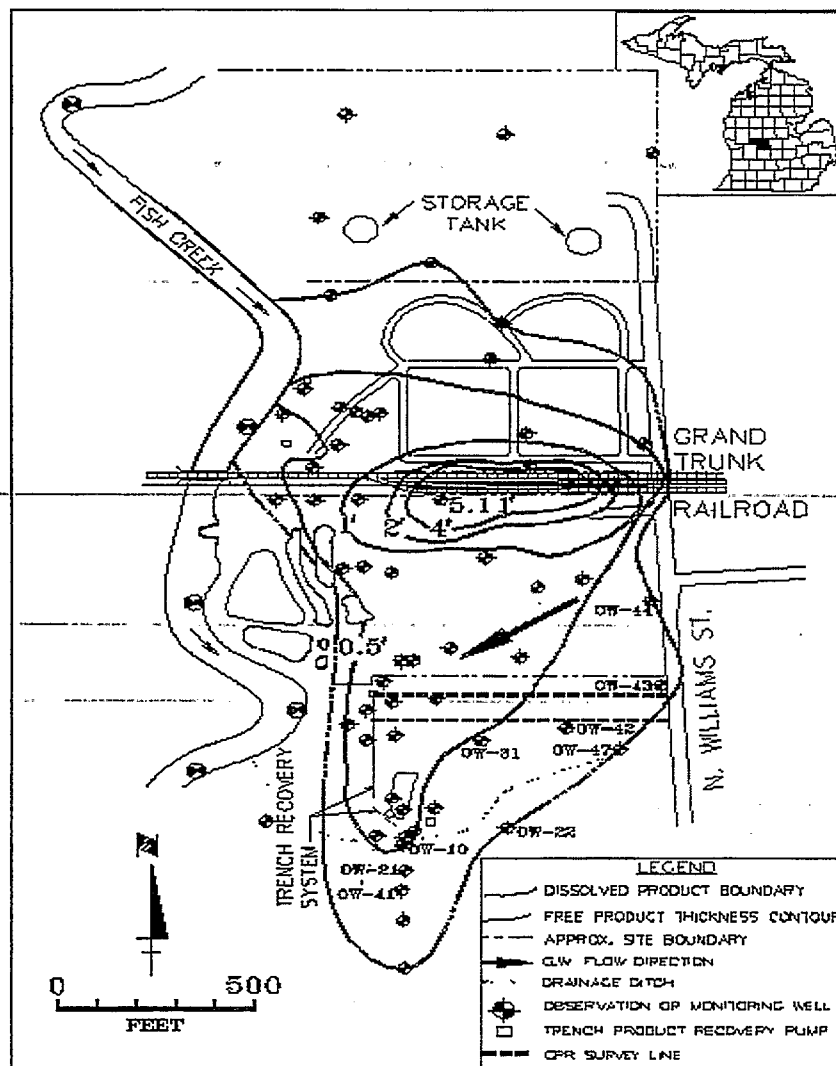 FISH CREEK
STORAGE
TANK
GRAND
TRUNK
RAILROAD
5.11'
1'
2'
4'
0.5'
OW-44
OW-43
OW-42
OW-47
OW-31
OW-22
OW-10
OW-21
OW-41
N. WILLIAMS ST.
TRENCH RECOVERY
SYSTEM
N
0 500
FEET
LEGEND
DISSOLVED PRODUCT BOUNDARY
FREE PRODUCT THICKNESS CONTOUR
APPROX. SITE BOUNDARY
G.W. FLOW DIRECTION
DRAINAGE DITCH
OBSERVATION OF MONITORING WELL
TRENCH PRODUCT RECOVERY PUMP
GPR SURVEY LINE